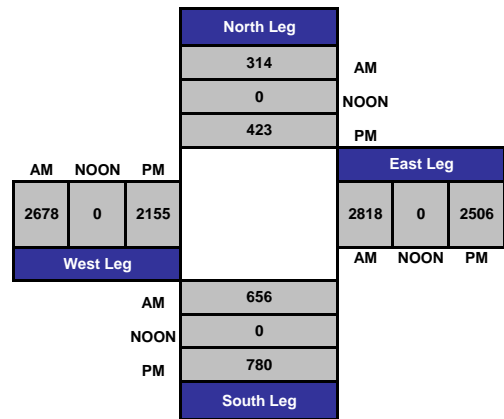 North Leg
314 AM
0 NOON
423 PM
AM NOON PM
East Leg
2678 0 2155
2818 0 2506
West Leg
AM NOON PM
AM 656
NOON 0
PM 780
South Leg